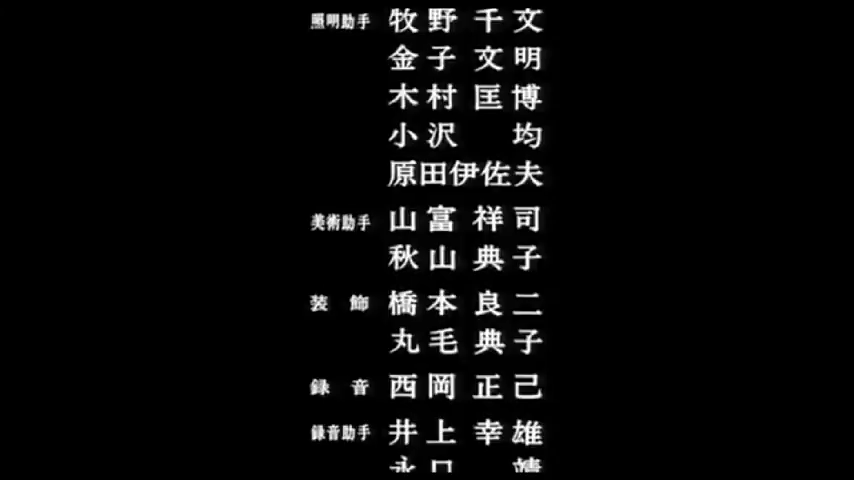 照明助手 牧野千文
金子文明
木村匡博
小沢 均
原田伊佐夫
美術助手 山富祥司
秋山典子
装飾 橋本良二
丸毛典子
録音 西岡正己
録音助手 井上幸雄